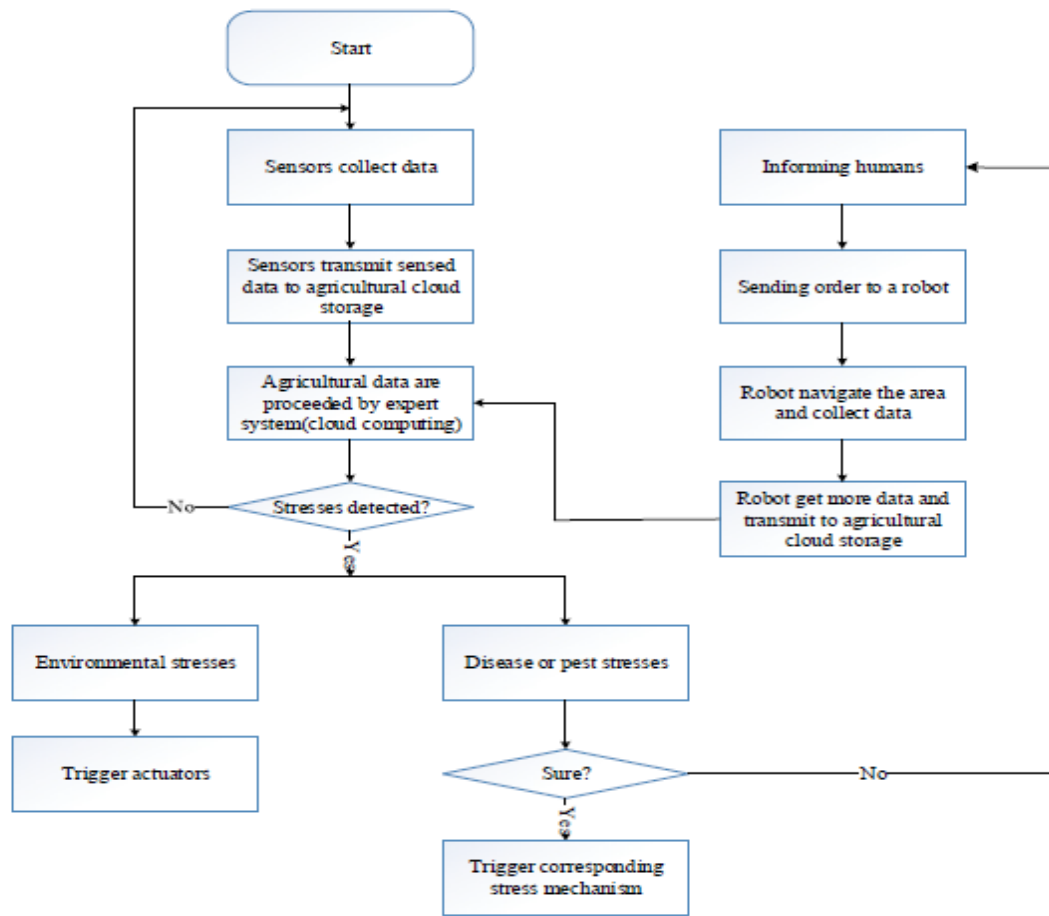 Start
Sensors collect data
Sensors transmit sensed
data to agricultural cloud
storage
Agricultural data are
proceeded by expert
system(cloud computing)
Stresses detected?
No
Yes
Environmental stresses
Trigger actuators
Disease or pest stresses
Sure?
No
Yes
Trigger corresponding
stress mechanism
Informing humans
Sending order to a robot
Robot navigate the area
and collect data
Robot get more data and
transmit to agricultural
cloud storage